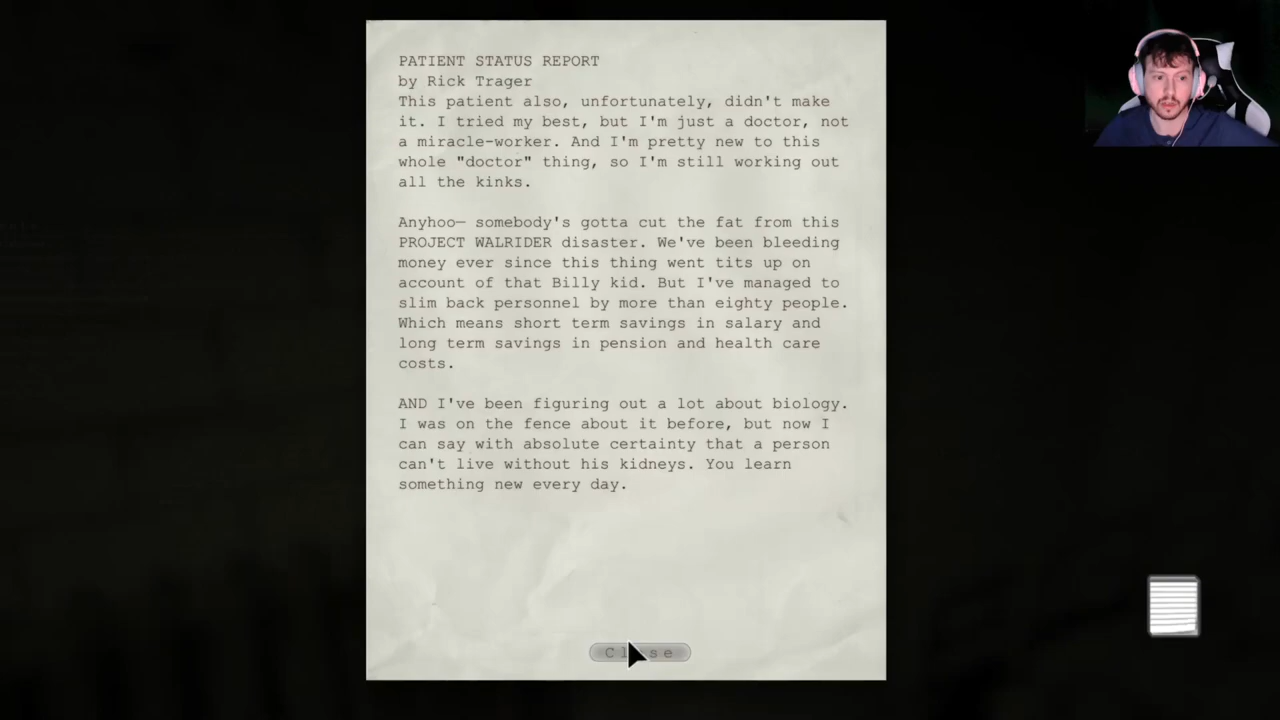 PATIENT STATUS REPORT
by Rick Trager
This patient also, unfortunately, didn't make
it. I tried my best, but I'm just a doctor, not
a miracle-worker. And I'm pretty new to this
whole "doctor" thing, so I'm still working out
all the kinks.
Anyhoo— somebody's gotta cut the fat from this
PROJECT WALRIDER disaster. We've been bleeding
money ever since this thing went tits up on
account of that Billy kid. But I've managed to
slim back personnel by more than eighty people.
Which means short term savings in salary and
long term savings in pension and health care
costs.
AND I've been figuring out a lot about biology.
I was on the fence about it before, but now I
can say with absolute certainty that a person
can't live without his kidneys. You learn
something new every day.
Close